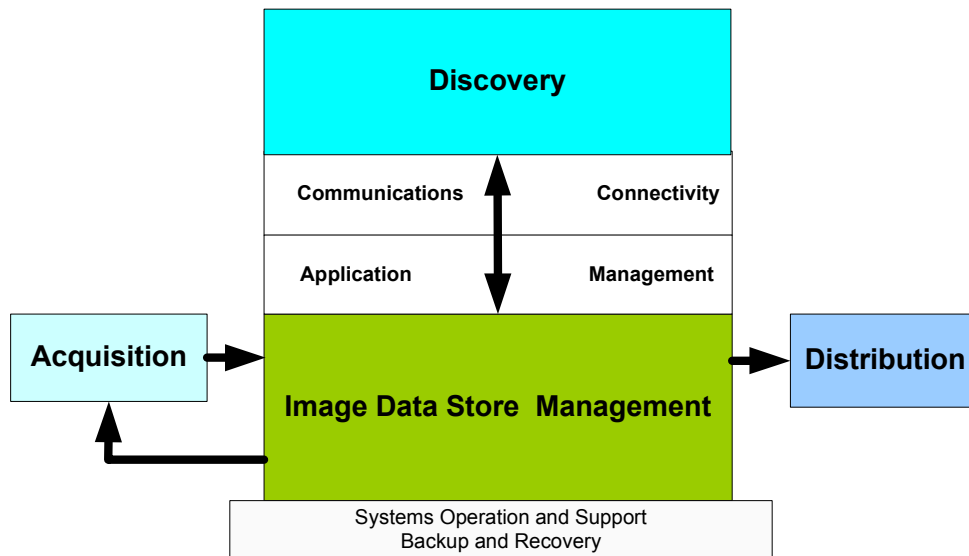 Discovery
Communications Connectivity
Application Management
Acquisition
Image Data Store Management
Distribution
Systems Operation and Support
Backup and Recovery